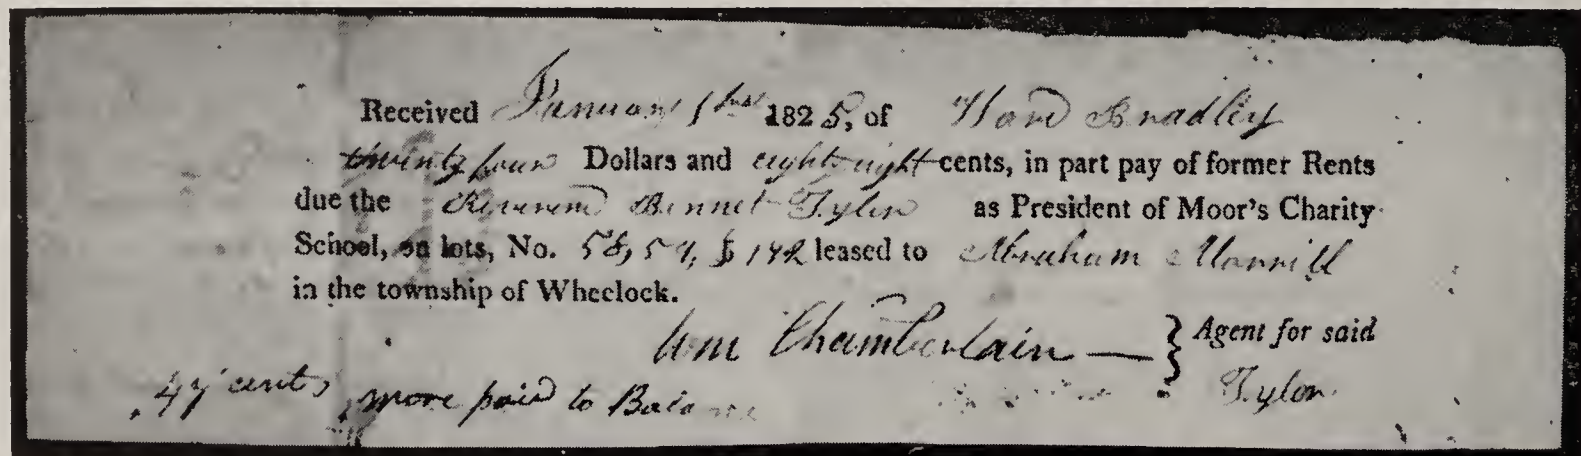 Received January 1st 1825, of Ward Bradley
twenty four Dollars and eighty eight cents, in part pay of former Rents
due the Reverend Bennet Tyler as President of Moor's Charity
School, on lots, No. 58, 59, & 142 leased to Abraham Morrill
in the township of Wheelock.
Wm Chamberlain — } Agent for said
47 cents more paid to Balance Tyler.